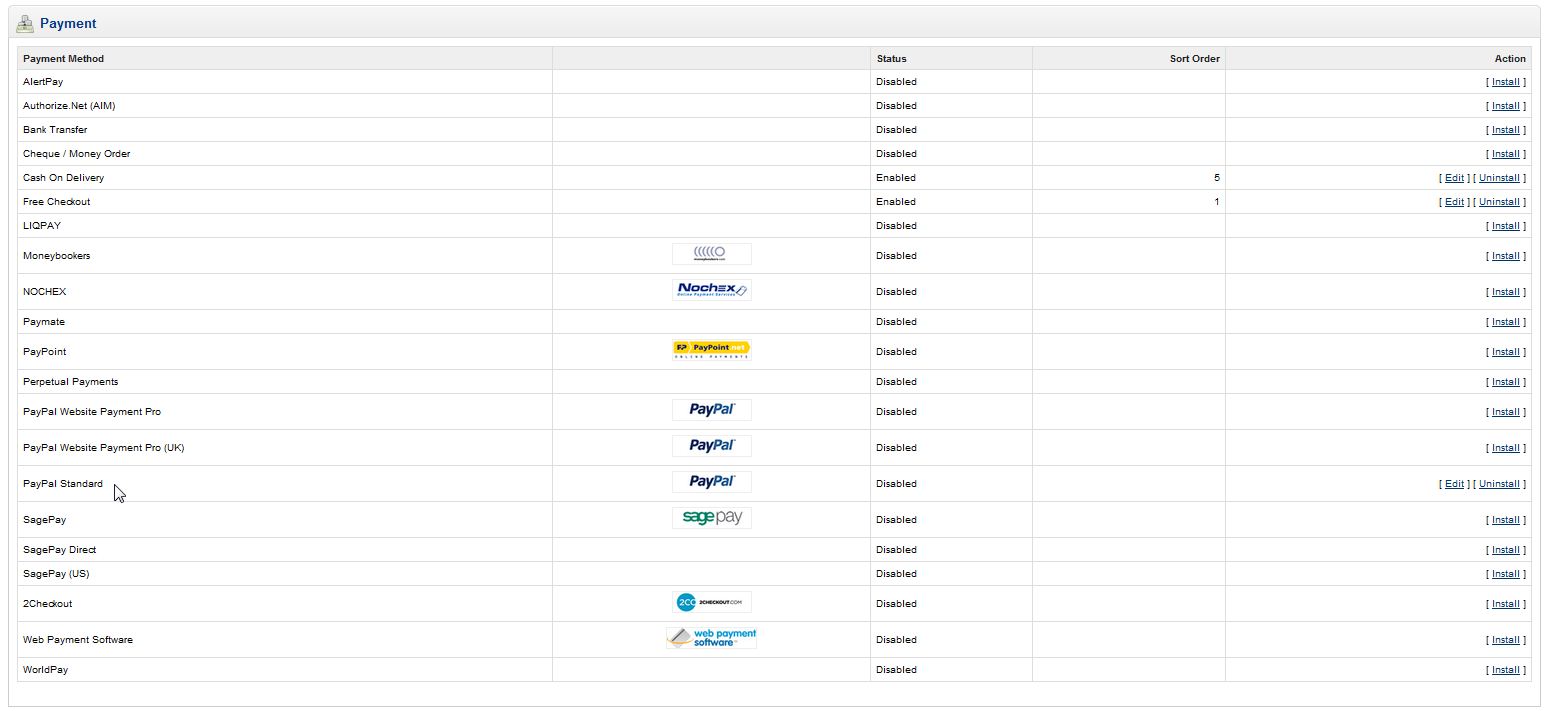 Payment
Payment Method Status Sort Order Action
AlertPay Disabled [ Install ]
Authorize.Net (AIM) Disabled [ Install ]
Bank Transfer Disabled [ Install ]
Cheque / Money Order Disabled [ Install ]
Cash On Delivery Enabled 5 [ Edit ] [ Uninstall ]
Free Checkout Enabled 1 [ Edit ] [ Uninstall ]
LIQPAY Disabled [ Install ]
Moneybookers moneybookers.com Disabled [ Install ]
NOCHEX Nochex Online Payment Services Disabled [ Install ]
Paymate Disabled [ Install ]
PayPoint PP PayPoint.net ONLINE PAYMENTS Disabled [ Install ]
Perpetual Payments Disabled [ Install ]
PayPal Website Payment Pro PayPal Disabled [ Install ]
PayPal Website Payment Pro (UK) PayPal Disabled [ Install ]
PayPal Standard PayPal Disabled [ Edit ] [ Uninstall ]
SagePay sage pay Disabled [ Install ]
SagePay Direct Disabled [ Install ]
SagePay (US) Disabled [ Install ]
2Checkout 2CO 2CHECKOUT.COM Disabled [ Install ]
Web Payment Software web payment software Disabled [ Install ]
WorldPay Disabled [ Install ]